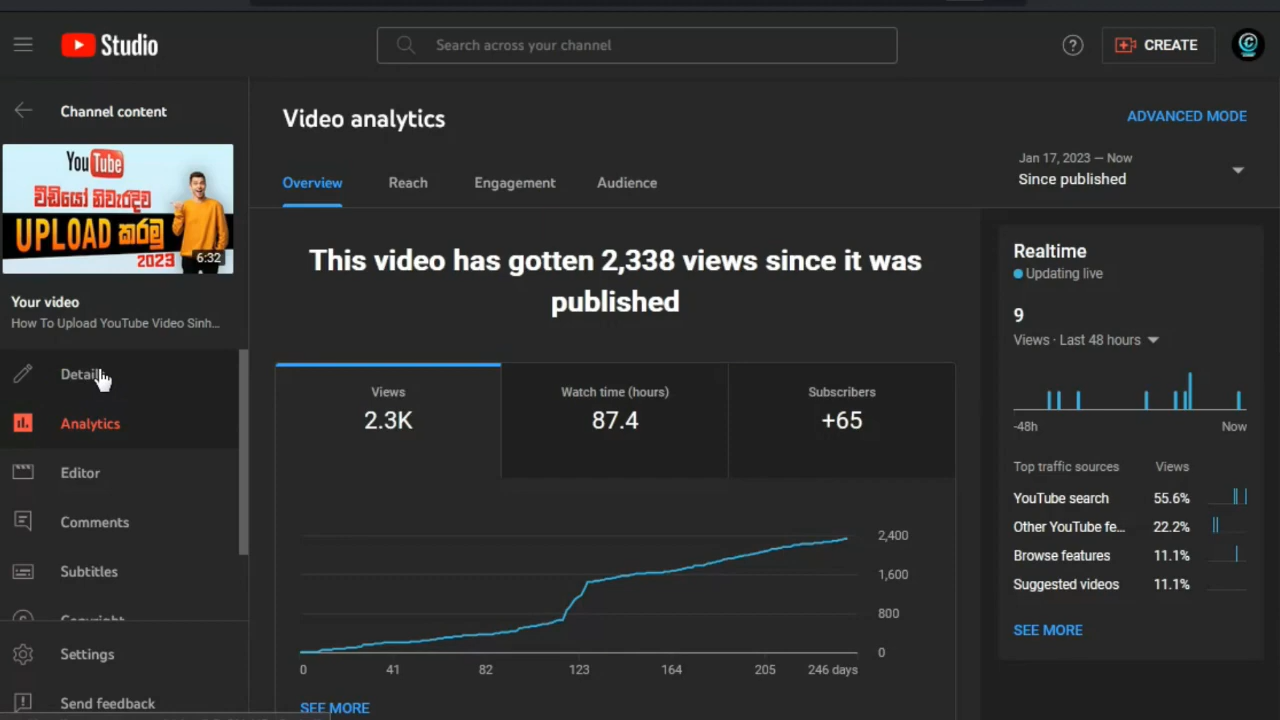 Studio
Search across your channel
?
CREATE
Channel content
YouTube
වීඩියෝ නිවැරදිව
UPLOAD කරමු
2023
6:32
Your video
How To Upload YouTube Video Sinh...
Details
Analytics
Editor
Comments
Subtitles
Copyright
Settings
Send feedback
Video analytics
ADVANCED MODE
Overview
Reach
Engagement
Audience
Jan 17, 2023 – Now
Since published
This video has gotten 2,338 views since it was
published
Views
2.3K
Watch time (hours)
87.4
Subscribers
+65
2,400
1,600
800
0
0 41 82 123 164 205 246 days
SEE MORE
Realtime
Updating live
9
Views · Last 48 hours
-48h Now
Top traffic sources Views
YouTube search 55.6%
Other YouTube fe... 22.2%
Browse features 11.1%
Suggested videos 11.1%
SEE MORE